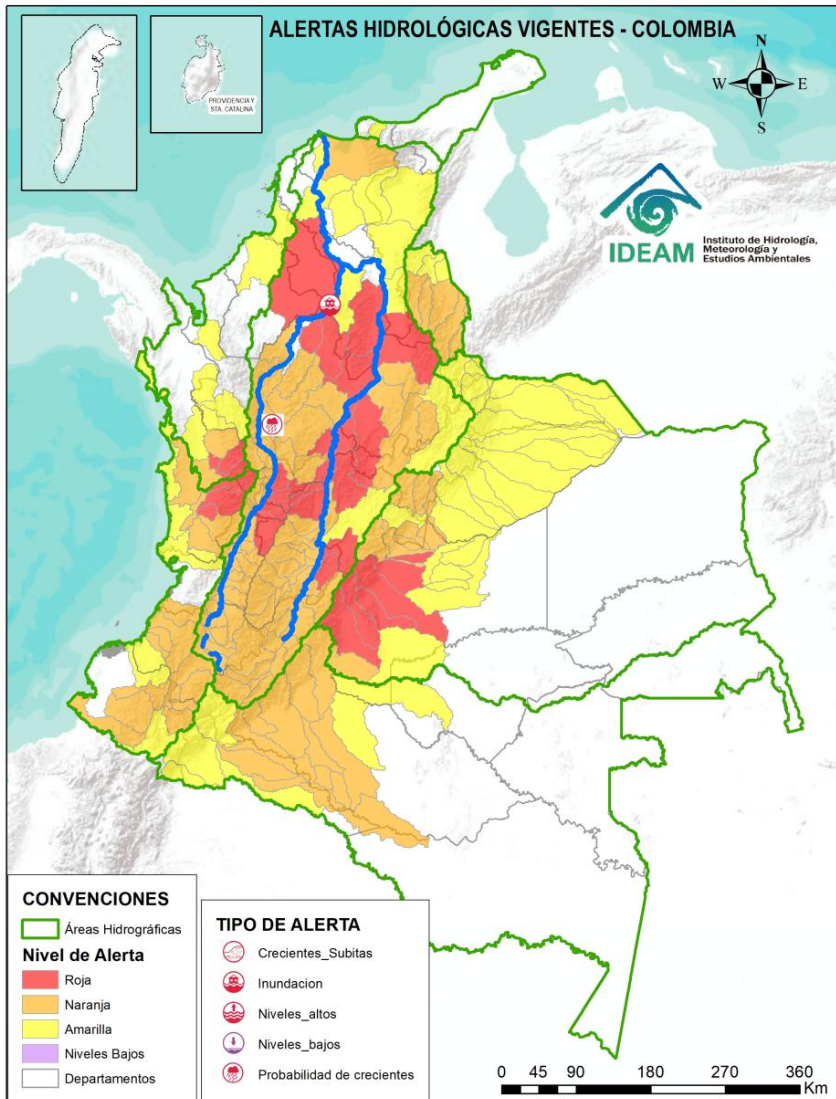 ALERTAS HIDROLÓGICAS VIGENTES - COLOMBIA
PROVIDENCIA Y
STA. CATALINA
N
W
E
S
IDEAM
Instituto de Hidrología,
Meteorología y
Estudios Ambientales
CONVENCIONES
Áreas Hidrográficas
Nivel de Alerta
Roja
Naranja
Amarilla
Niveles Bajos
Departamentos
TIPO DE ALERTA
Crecientes_Subitas
Inundacion
Niveles_altos
Niveles_bajos
Probabilidad de crecientes
0 45 90 180 270 360
Km